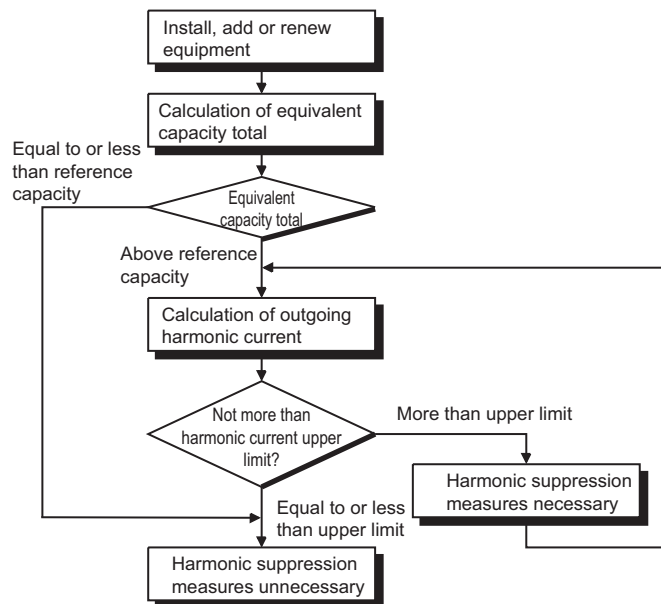 Install, add or renew
equipment
Calculation of equivalent
capacity total
Equal to or less
than reference
capacity
Equivalent
capacity total
Above reference
capacity
Calculation of outgoing
harmonic current
Not more than
harmonic current upper
limit?
More than upper limit
Harmonic suppression
measures necessary
Equal to or less
than upper limit
Harmonic suppression
measures unnecessary